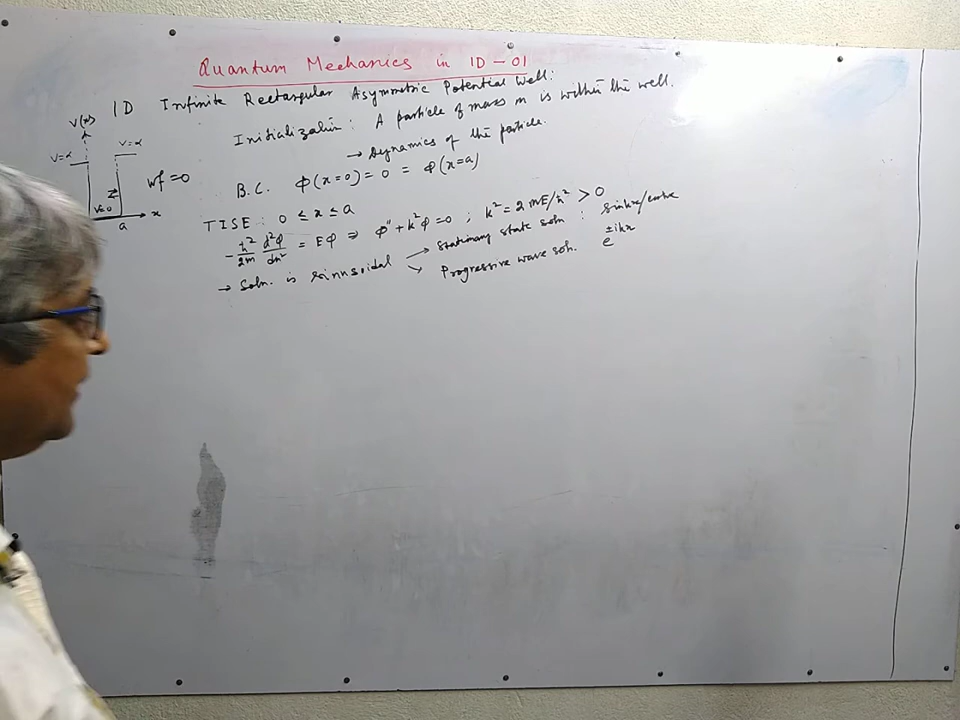 Quantum Mechanics in 1D - 01
1D Infinite Rectangular Asymmetric Potential Well:
Initialization: A particle of mass m is within the well.
→ Dynamics of the particle.
V(x)
V=α
V=α
V=0
x
a
wf=0
B.C. Φ(x=0) = 0 = Φ(x=a)
TISE: 0 ≤ x ≤ a
-ħ²/2m d²Φ/dx² = EΦ ⇒ Φ'' + k²Φ = 0 ; k² = 2mE/ħ² > 0
→ Soln. is sinusoidal
→ Stationary state soln : sinkx/coskx
→ Progressive wave soln. e^±ikx